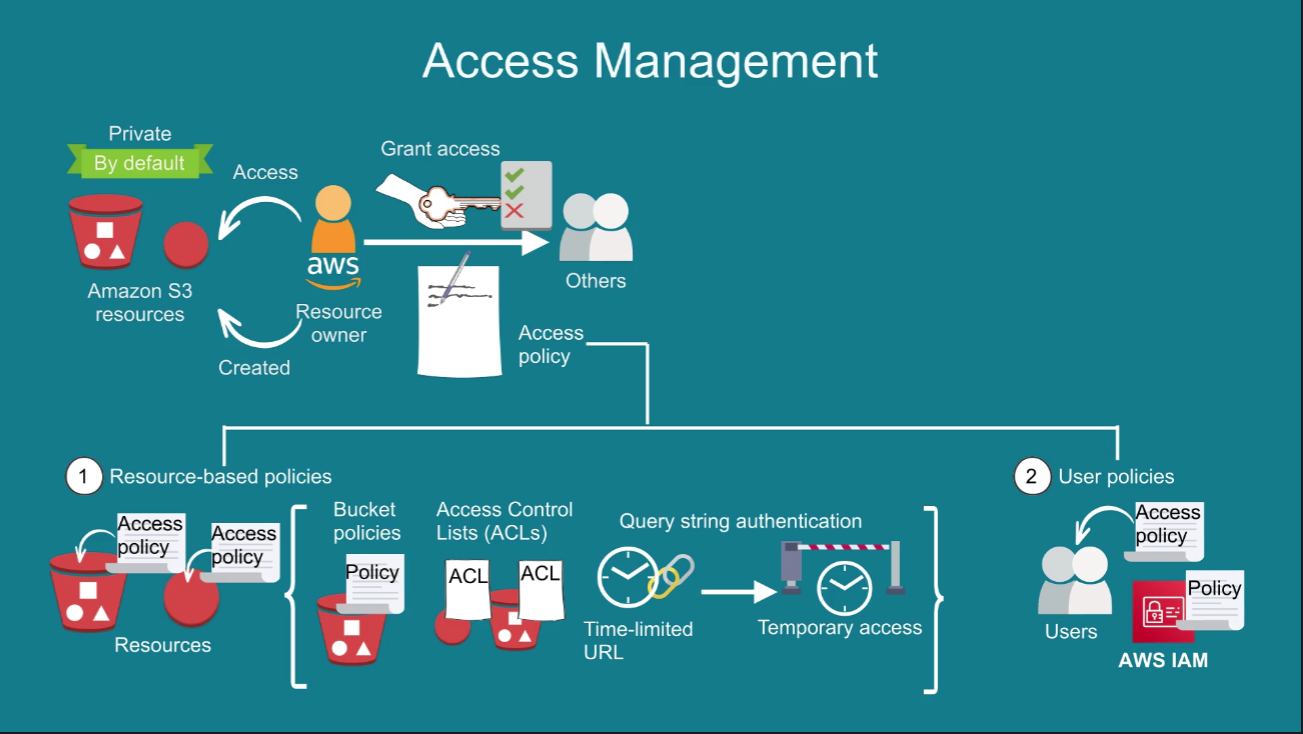 Access Management
Private
By default
Access
Grant access
aws
Amazon S3
resources
Resource
owner
Others
Created
Access
policy
1
Resource-based policies
2
User policies
Access
policy
Access
policy
Resources
Bucket
policies
Policy
Access Control
Lists (ACLs)
ACL
ACL
Query string authentication
Time-limited
URL
Temporary access
Access
policy
Users
Policy
AWS IAM